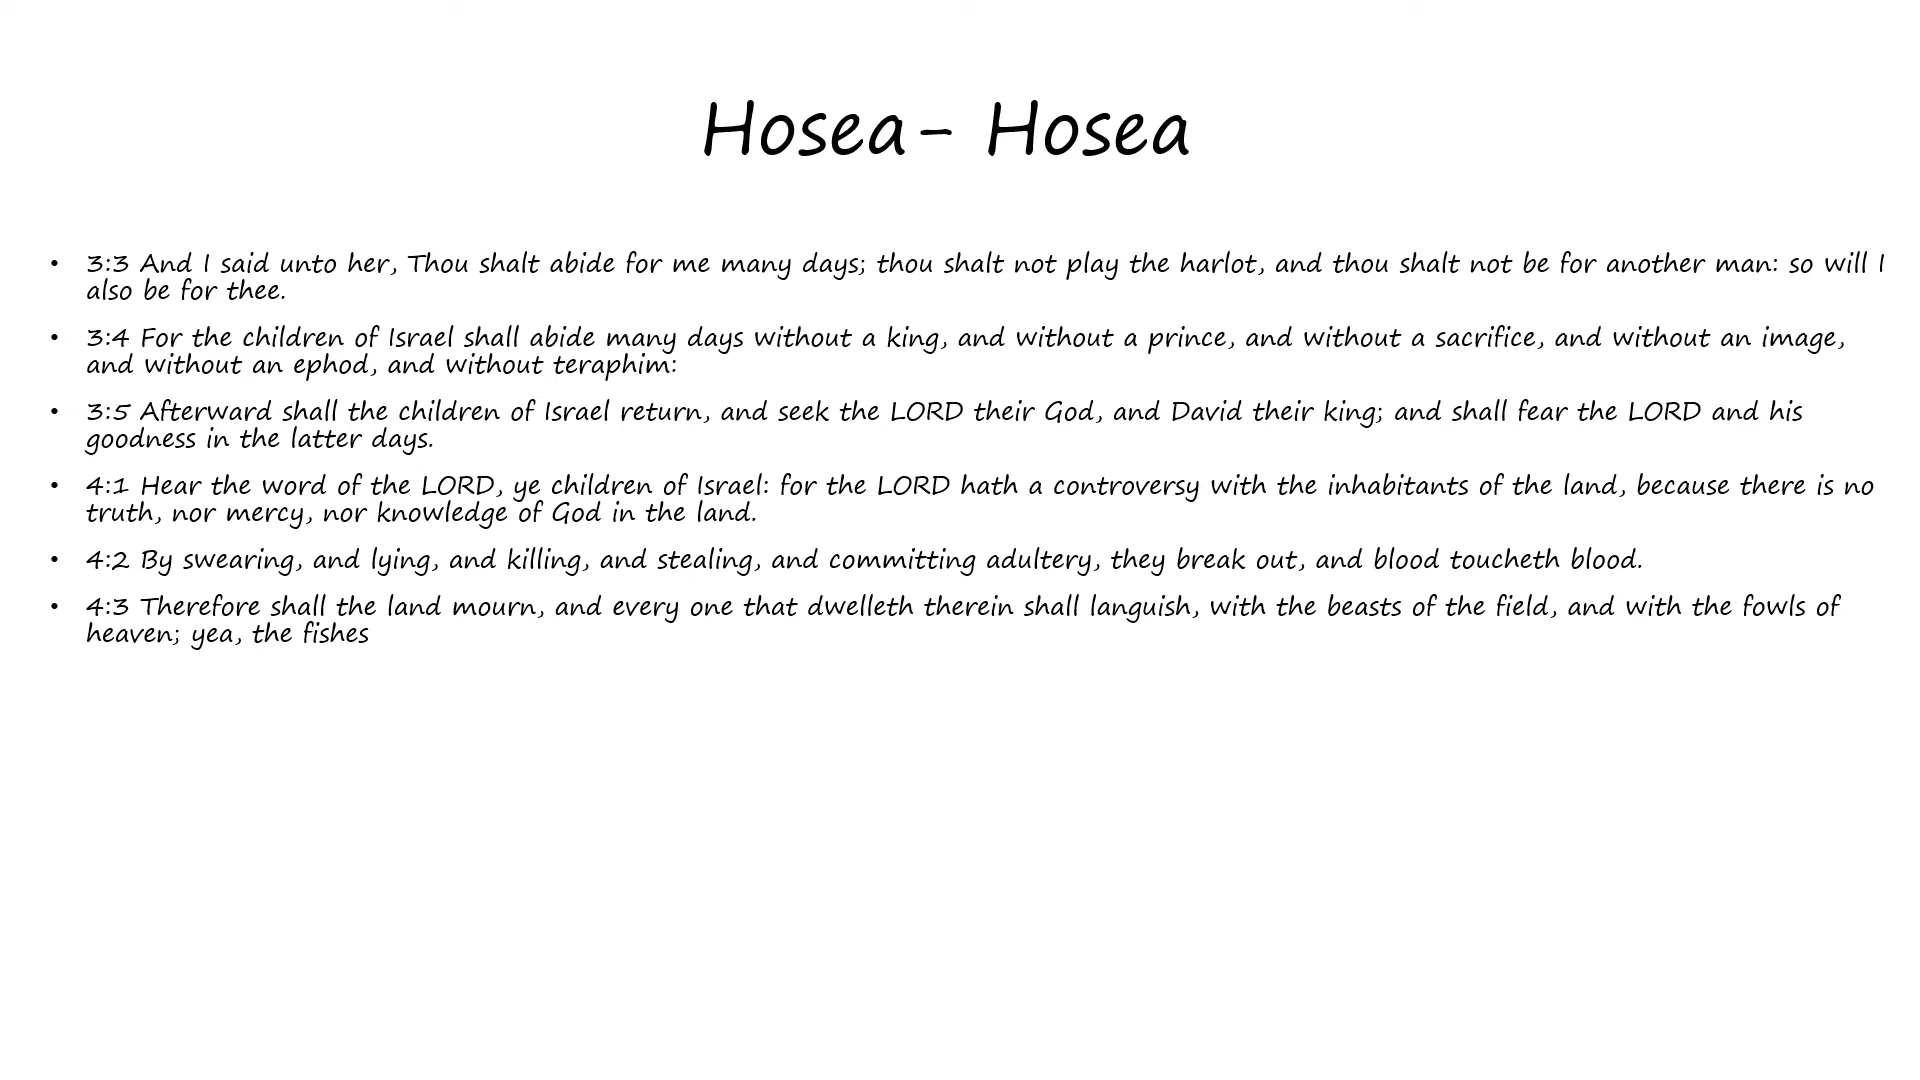 Hosea- Hosea
• 3:3 And I said unto her, Thou shalt abide for me many days; thou shalt not play the harlot, and thou shalt not be for another man: so will I
also be for thee.
• 3:4 For the children of Israel shall abide many days without a king, and without a prince, and without a sacrifice, and without an image,
and without an ephod, and without teraphim:
• 3:5 Afterward shall the children of Israel return, and seek the LORD their God, and David their king; and shall fear the LORD and his
goodness in the latter days.
• 4:1 Hear the word of the LORD, ye children of Israel: for the LORD hath a controversy with the inhabitants of the land, because there is no
truth, nor mercy, nor knowledge of God in the land.
• 4:2 By swearing, and lying, and killing, and stealing, and committing adultery, they break out, and blood toucheth blood.
• 4:3 Therefore shall the land mourn, and every one that dwelleth therein shall languish, with the beasts of the field, and with the fowls of
heaven; yea, the fishes